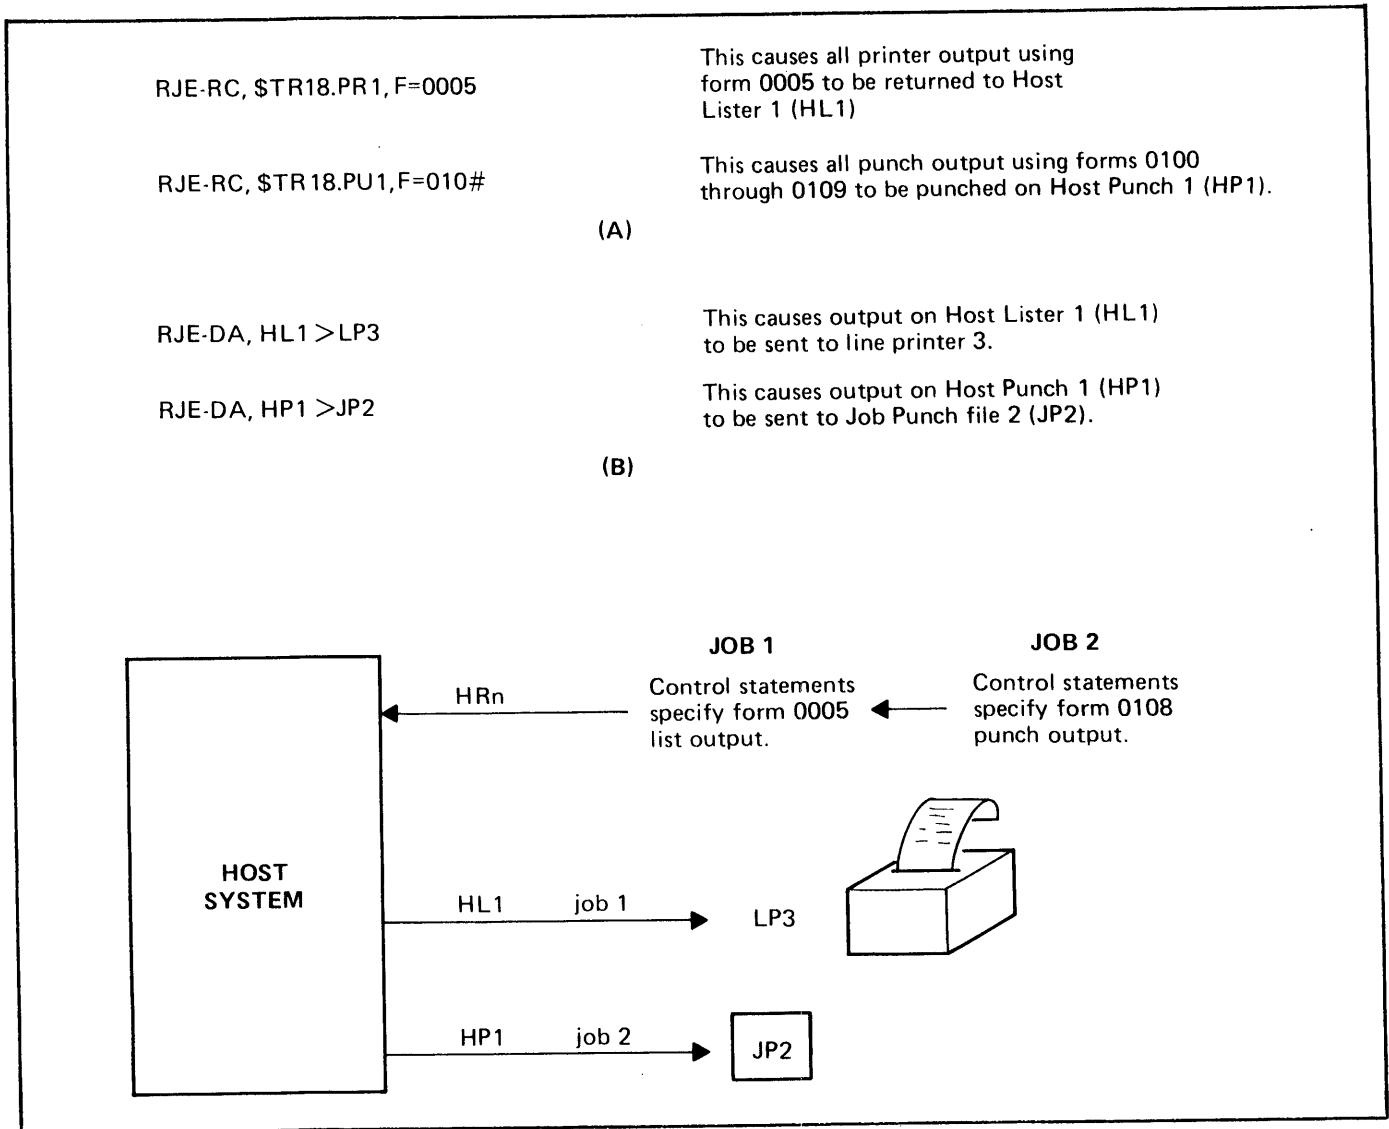 RJE-RC, $TR18.PR1, F=0005
This causes all printer output using
form 0005 to be returned to Host
Lister 1 (HL1)
RJE-RC, $TR18.PU1, F=010#
This causes all punch output using forms 0100
through 0109 to be punched on Host Punch 1 (HP1).
(A)
RJE-DA, HL1 >LP3
This causes output on Host Lister 1 (HL1)
to be sent to line printer 3.
RJE-DA, HP1 >JP2
This causes output on Host Punch 1 (HP1)
to be sent to Job Punch file 2 (JP2).
(B)
JOB 1
JOB 2
HRn
Control statements
specify form 0005
list output.
Control statements
specify form 0108
punch output.
HOST
SYSTEM
HL1 job 1
LP3
HP1 job 2
JP2